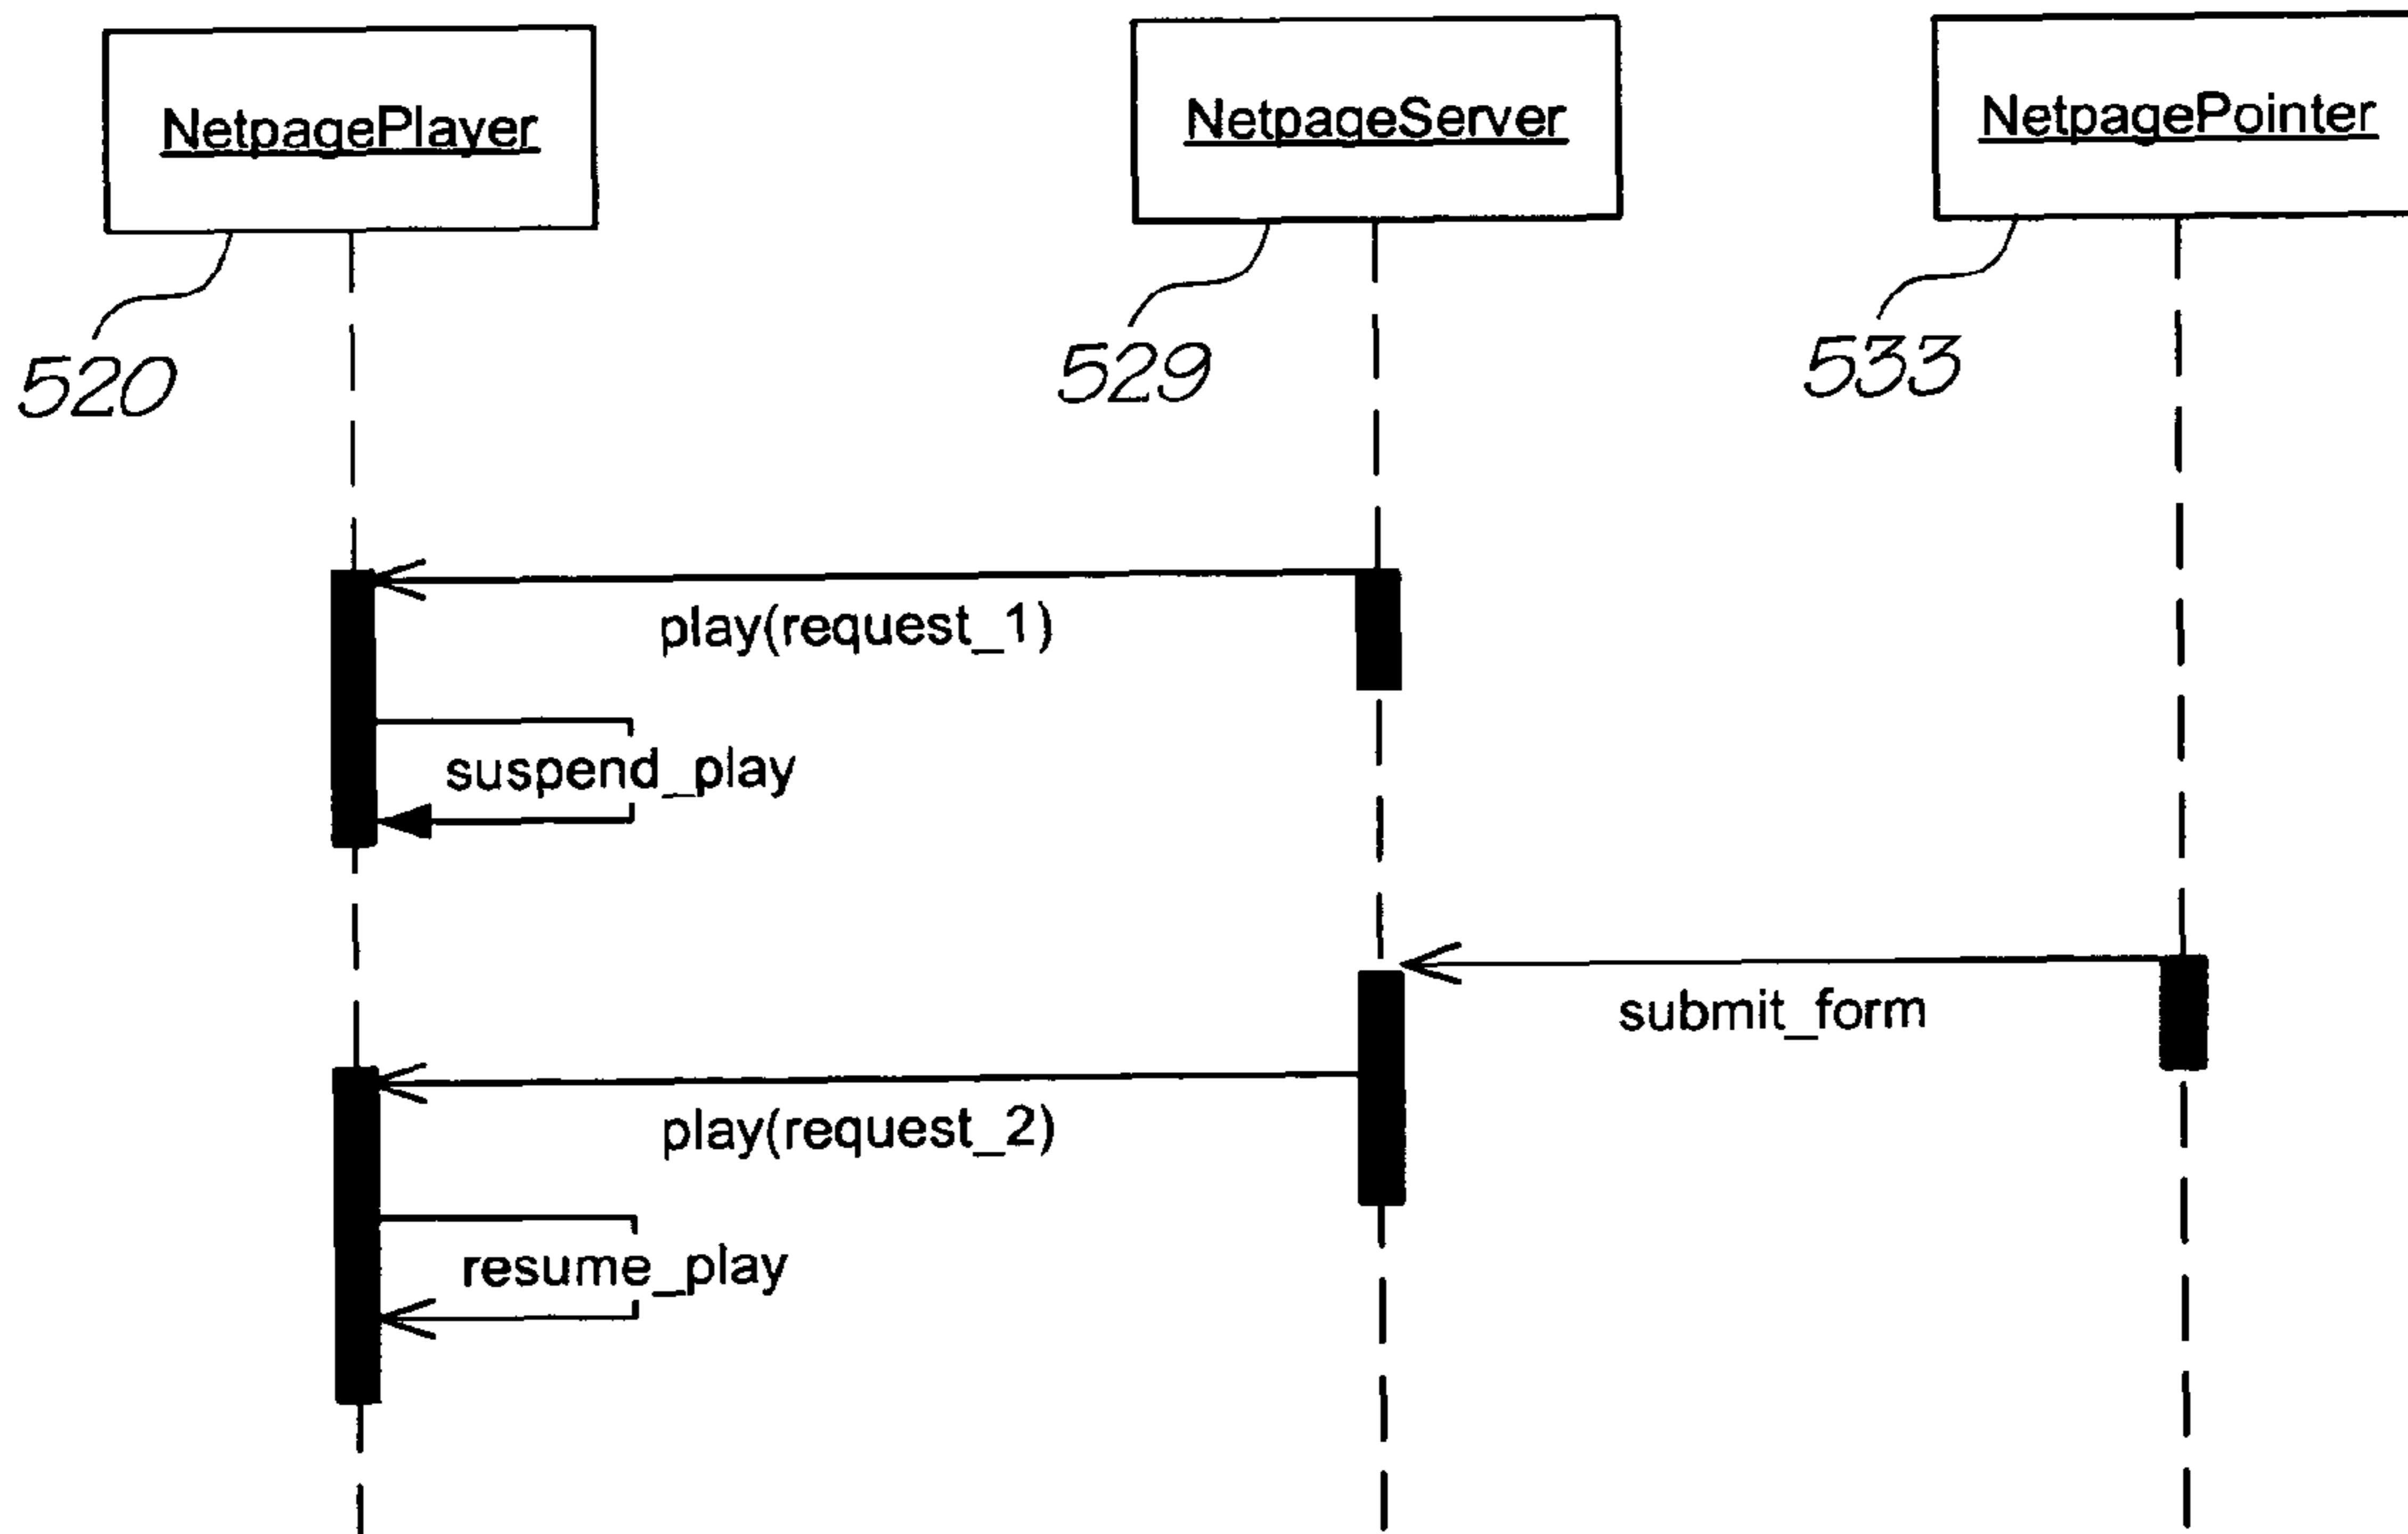 NetpagePlayer
NetpageServer
NetpagePointer
520
529
533
play(request_1)
suspend_play
submit_form
play(request_2)
resume_play